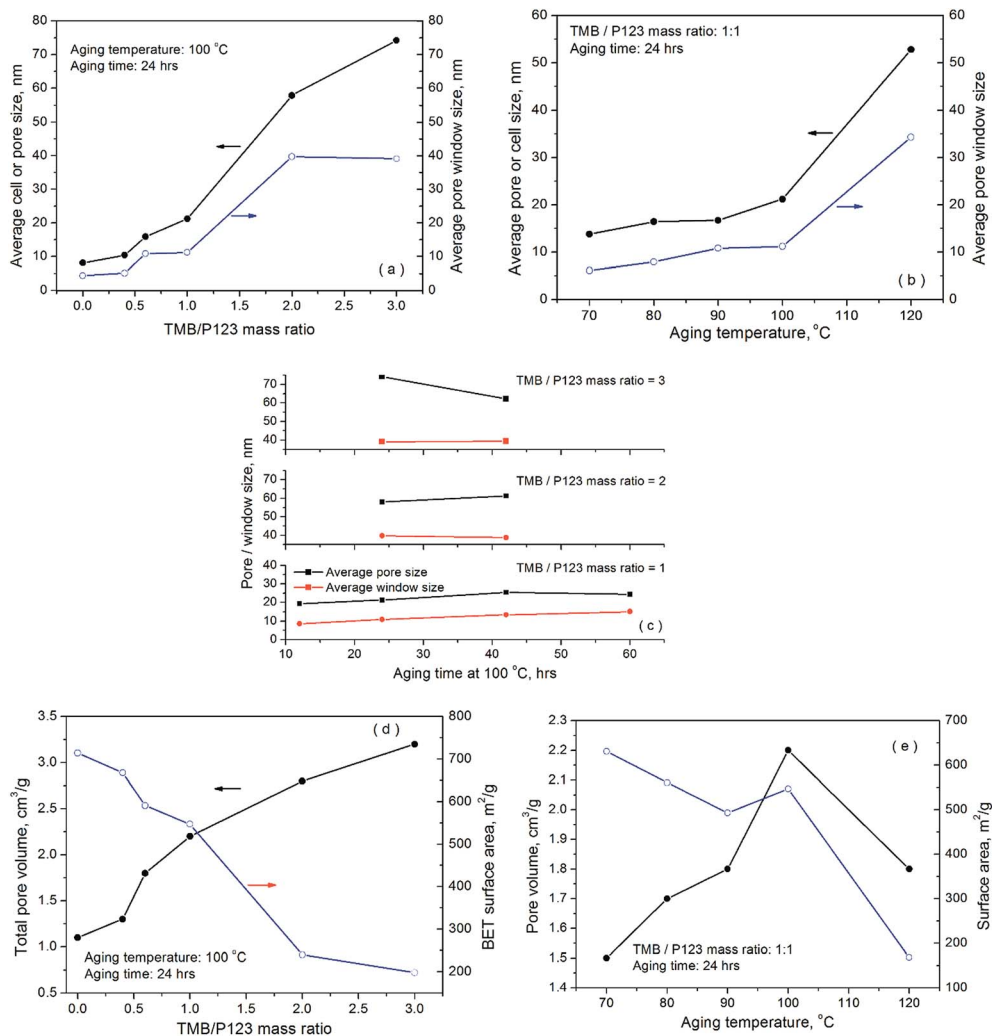 Aging temperature: 100 °C
Aging time: 24 hrs
80
70
60
50
40
30
20
10
0
Average cell or pore size, nm
80
70
60
50
40
30
20
10
0
Average pore window size, nm
( a )
0.0 0.5 1.0 1.5 2.0 2.5 3.0
TMB/P123 mass ratio
TMB / P123 mass ratio: 1:1
Aging time: 24 hrs
60
50
40
30
20
10
0
Average pore or cell size, nm
60
50
40
30
20
10
0
Average pore window size
( b )
70 80 90 100 110 120
Aging temperature, °C
TMB / P123 mass ratio = 3
70
60
50
40
TMB / P123 mass ratio = 2
70
60
50
40
Pore / window size, nm
TMB / P123 mass ratio = 1
Average pore size
Average window size
40
30
20
10
0
( c )
10 20 30 40 50 60
Aging time at 100 °C, hrs
( d )
3.5
3.0
2.5
2.0
1.5
1.0
0.5
Total pore volume, cm³/g
800
700
600
500
400
300
200
BET surface area, m²/g
Aging temperature: 100 °C
Aging time: 24 hrs
0.0 0.5 1.0 1.5 2.0 2.5 3.0
TMB/P123 mass ratio
( e )
2.3
2.2
2.1
2.0
1.9
1.8
1.7
1.6
1.5
1.4
Pore volume, cm³/g
700
600
500
400
300
200
100
Surface area, m²/g
TMB / P123 mass ratio: 1:1
Aging time: 24 hrs
70 80 90 100 110 120
Aging temperature, °C